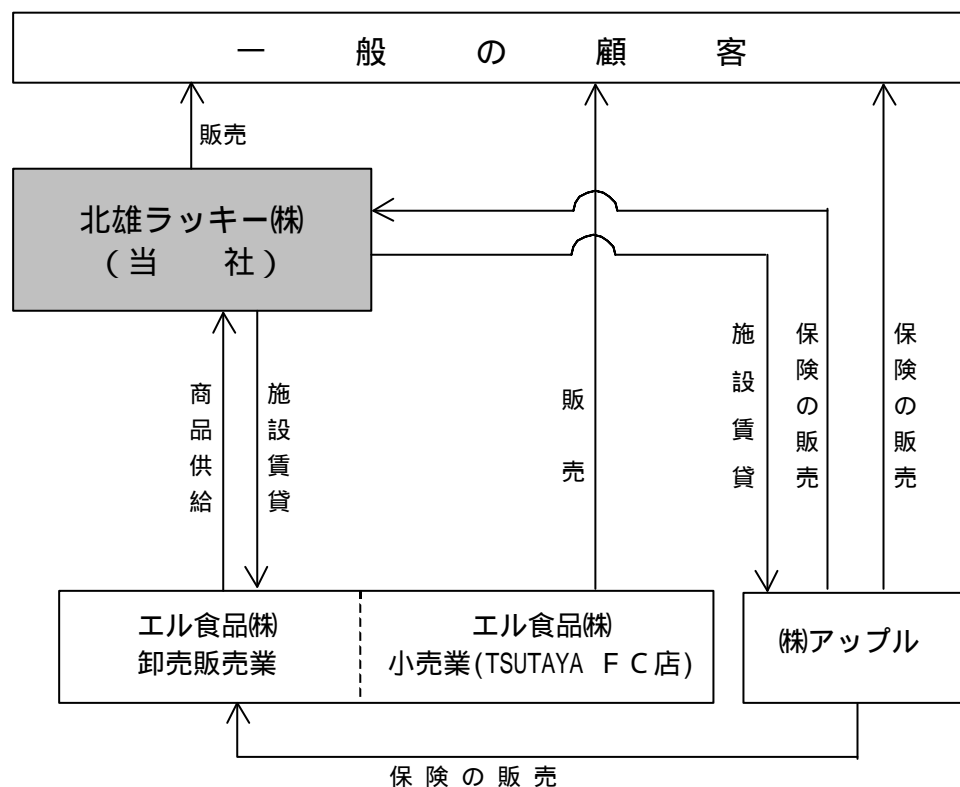 一般の顧客
販売
北雄ラッキー㈱
(当社)
商品供給
施設賃貸
販売
施設賃貸
保険の販売
保険の販売
エル食品㈱
卸売販売業
エル食品㈱
小売業(TSUTAYA FC店)
㈱アップル
保険の販売